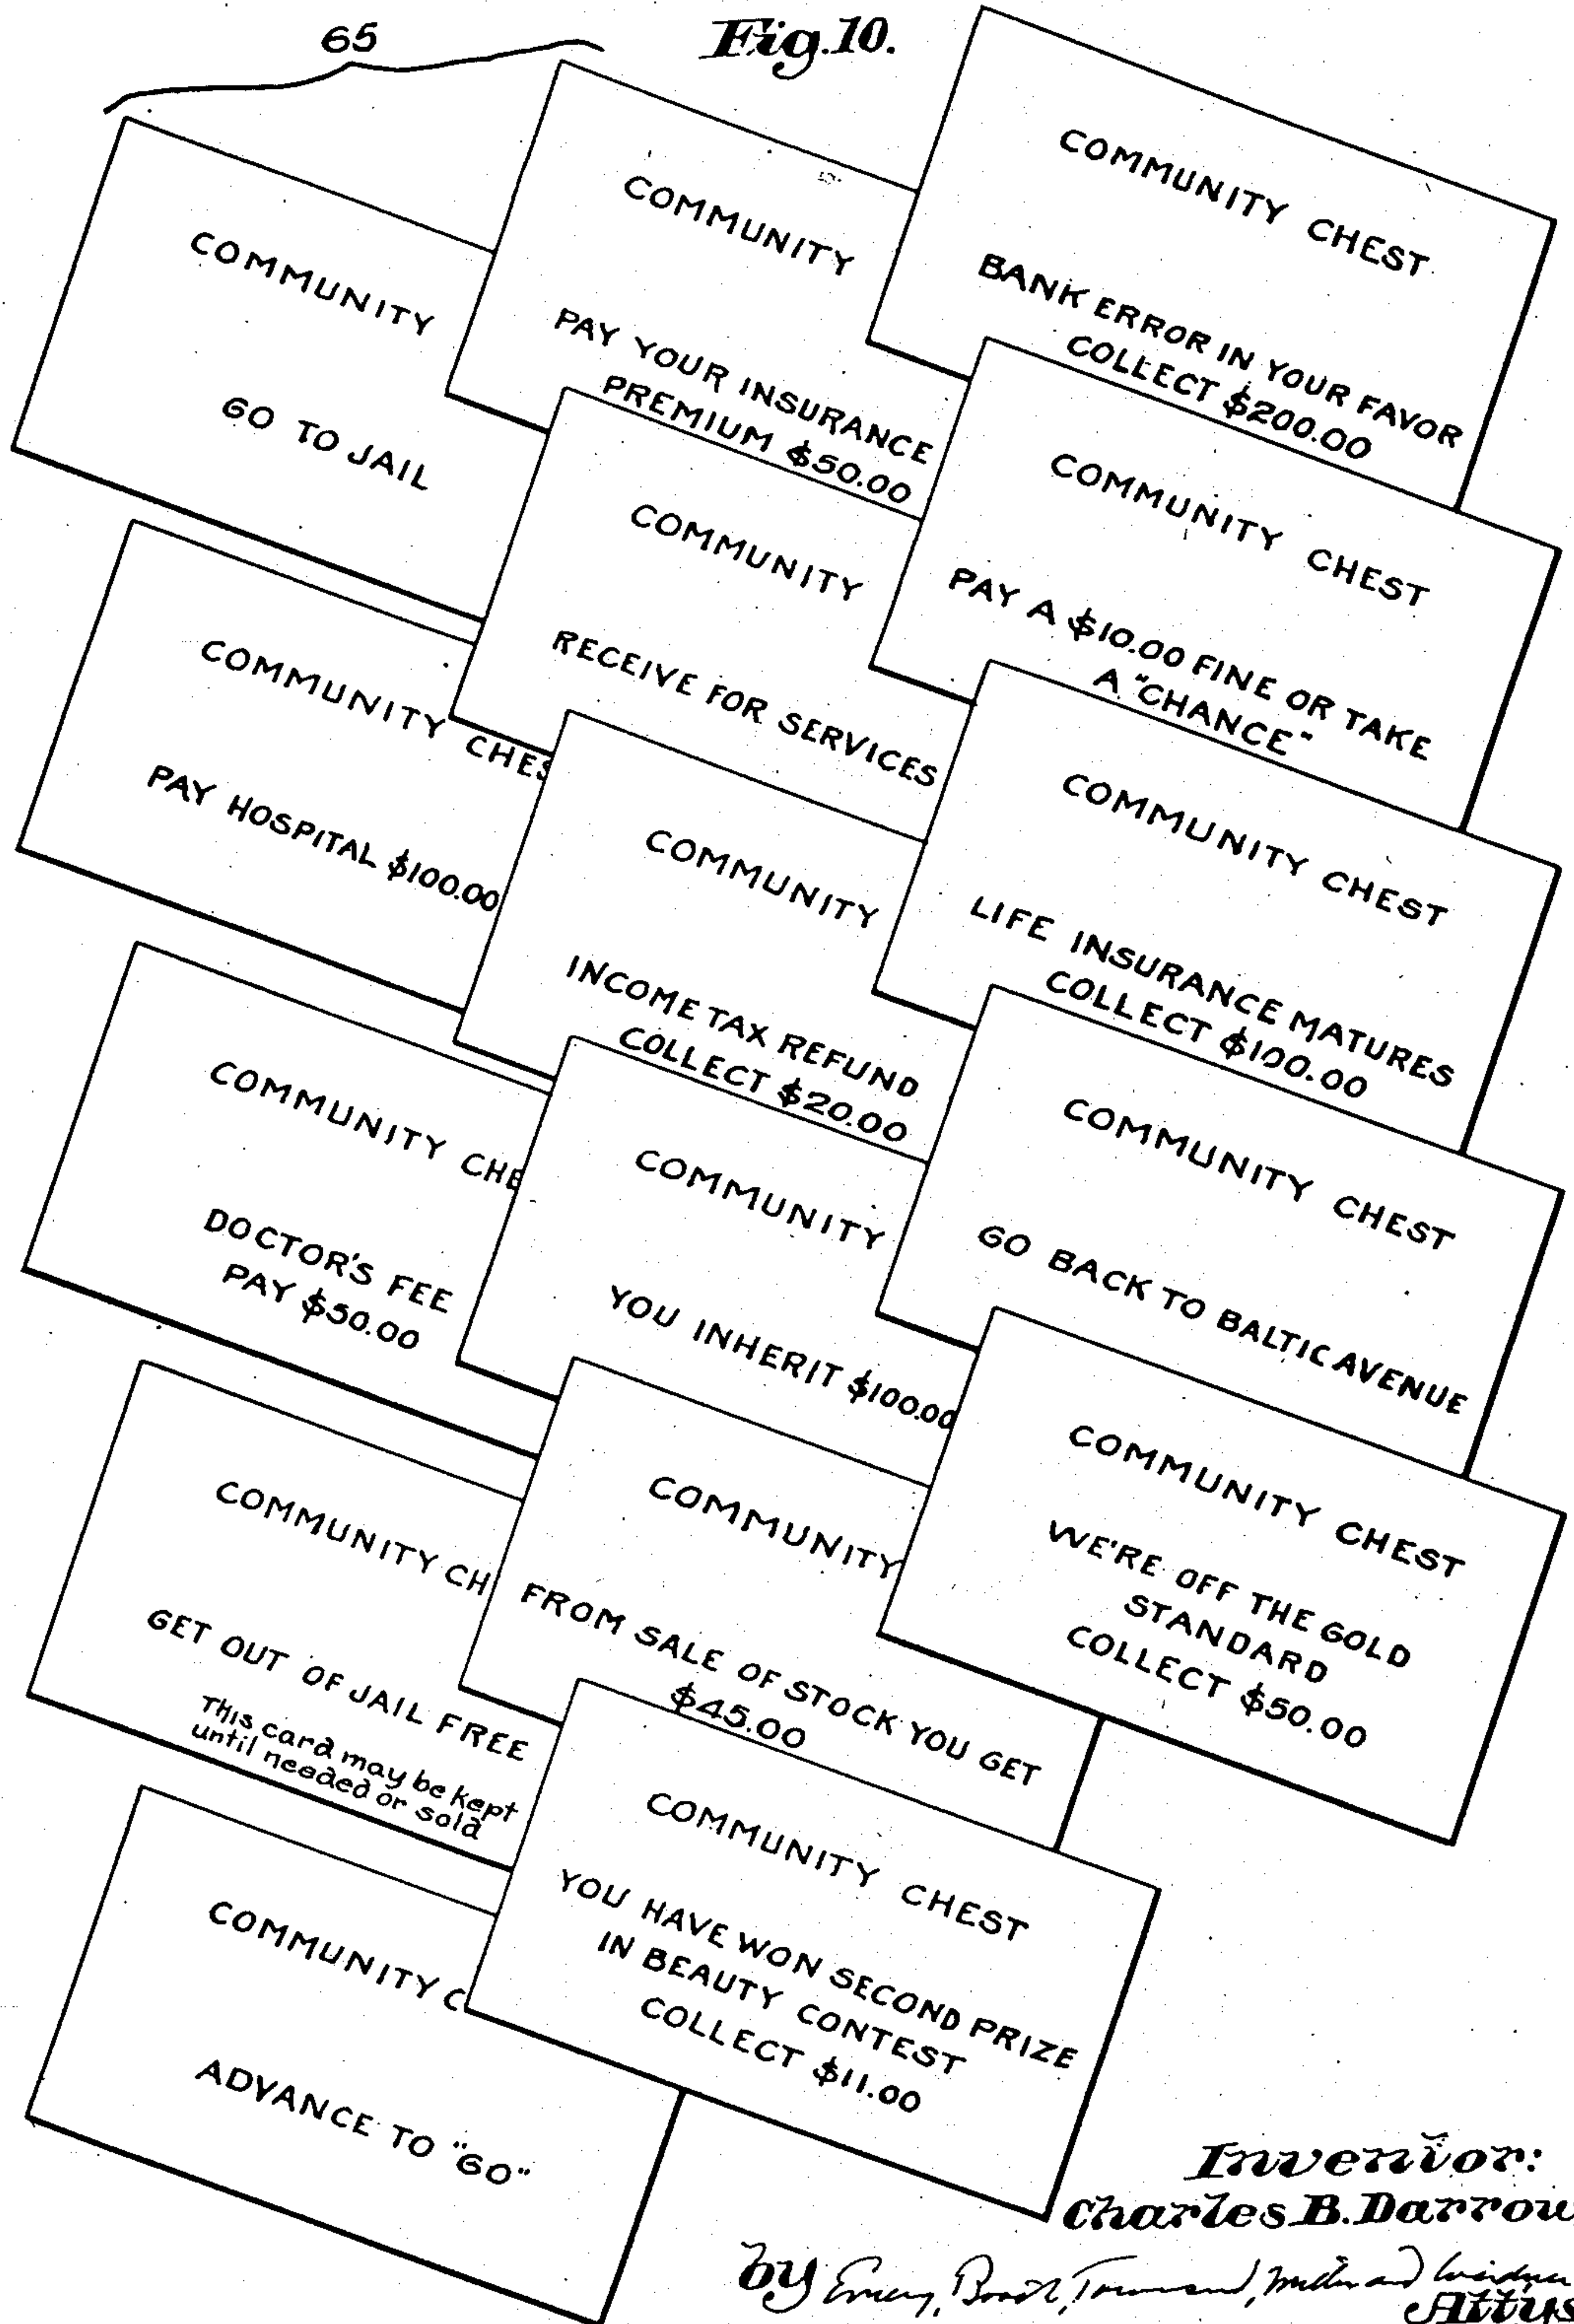 65
Fig.10.
COMMUNITY
GO TO JAIL
COMMUNITY CHES
PAY HOSPITAL $100.00
COMMUNITY CHE
DOCTOR'S FEE
PAY $50.00
COMMUNITY CH
GET OUT OF JAIL FREE
This card may be kept
until needed or sold
COMMUNITY C
ADVANCE TO "GO"
COMMUNITY
PAY YOUR INSURANCE
PREMIUM $50.00
COMMUNITY
RECEIVE FOR SERVICES
COMMUNITY
INCOME TAX REFUND
COLLECT $20.00
COMMUNITY
YOU INHERIT $100.00
COMMUNITY
FROM SALE OF STOCK YOU GET
$45.00
COMMUNITY CHEST
YOU HAVE WON SECOND PRIZE
IN BEAUTY CONTEST
COLLECT $11.00
COMMUNITY CHEST
BANK ERROR IN YOUR FAVOR
COLLECT $200.00
COMMUNITY CHEST
PAY A $10.00 FINE OR TAKE
A "CHANCE"
COMMUNITY CHEST
LIFE INSURANCE MATURES
COLLECT $100.00
COMMUNITY CHEST
GO BACK TO BALTIC AVENUE
COMMUNITY CHEST
WE'RE OFF THE GOLD
STANDARD
COLLECT $50.00
Inventor:
Charles B. Darrow
by Emery, Booth, Townsend, Miller and
Attys